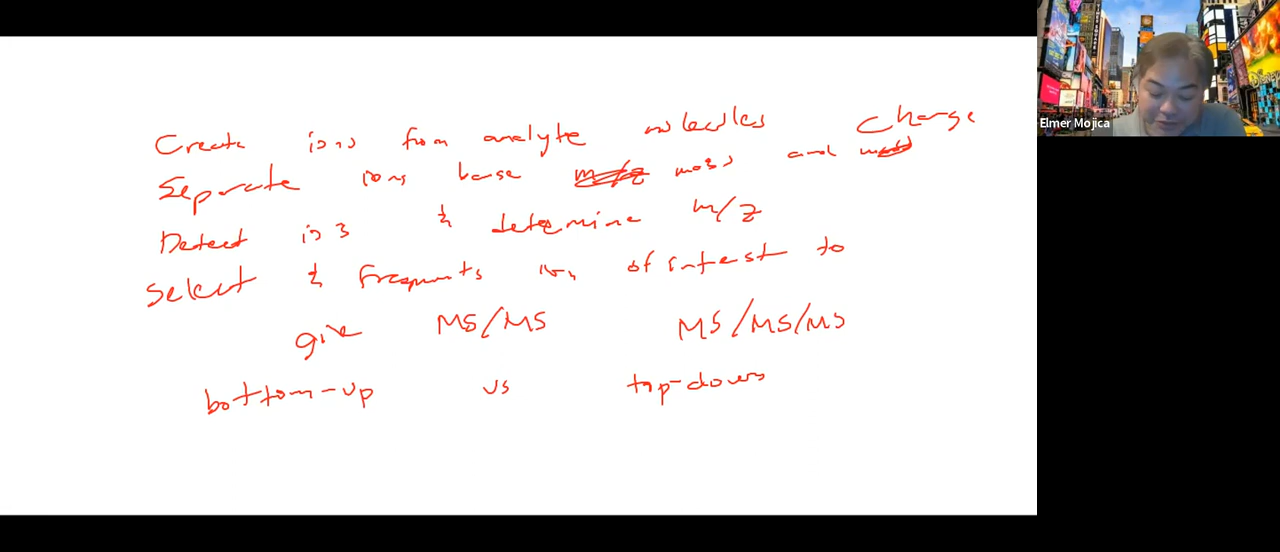 Create ions from analyte molecules
Separate ions base m/z mass and charge
Detect ions & determine m/z
Select & fragments ion of interest to
give MS/MS MS/MS/MS
bottom-up vs top-down
Elmer Mojica